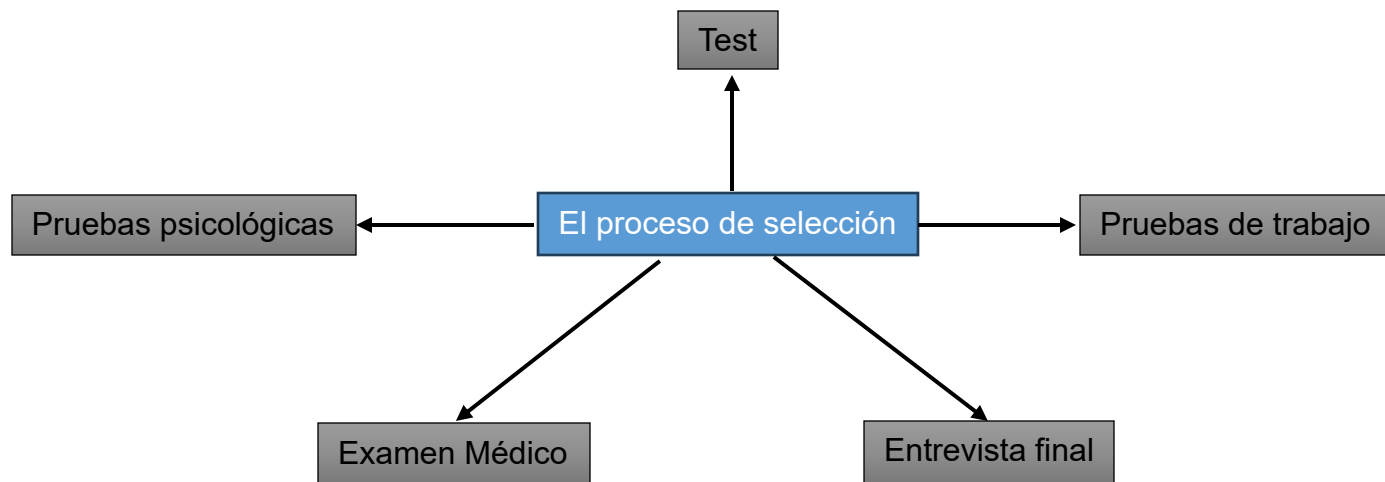 Test
Pruebas psicológicas
El proceso de selección
Pruebas de trabajo
Examen Médico
Entrevista final